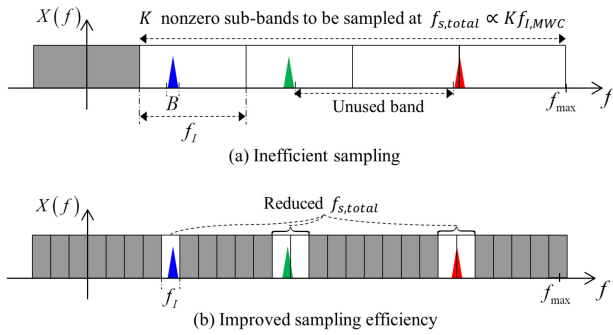 K nonzero sub-bands to be sampled at f_{s,total} ∝ Kf_{I,MWC}
X(f)
B
Unused band
f_I
f_max
f
(a) Inefficient sampling
Reduced f_{s,total}
X(f)
f_I
f_max
f
(b) Improved sampling efficiency